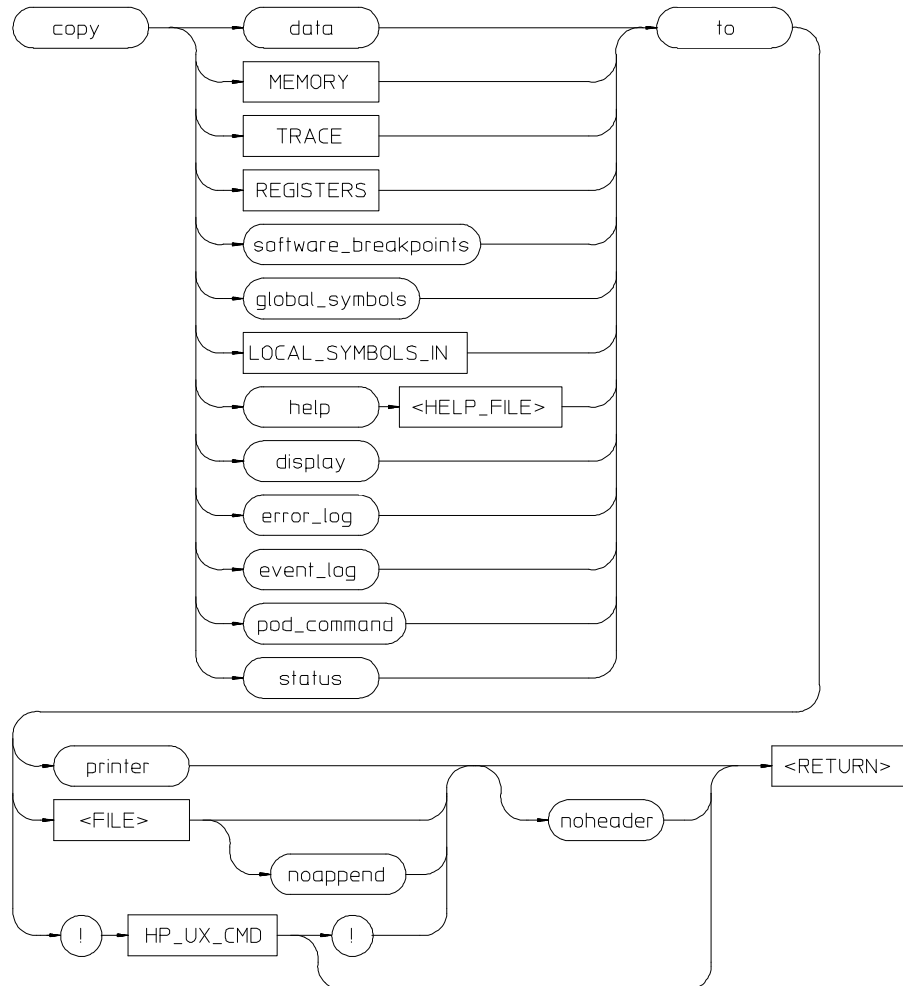 copy data to
MEMORY
TRACE
REGISTERS
software_breakpoints
global_symbols
LOCAL_SYMBOLS_IN
help <HELP_FILE>
display
error_log
event_log
pod_command
status
printer <RETURN>
<FILE> noheader
noappend
! HP_UX_CMD !